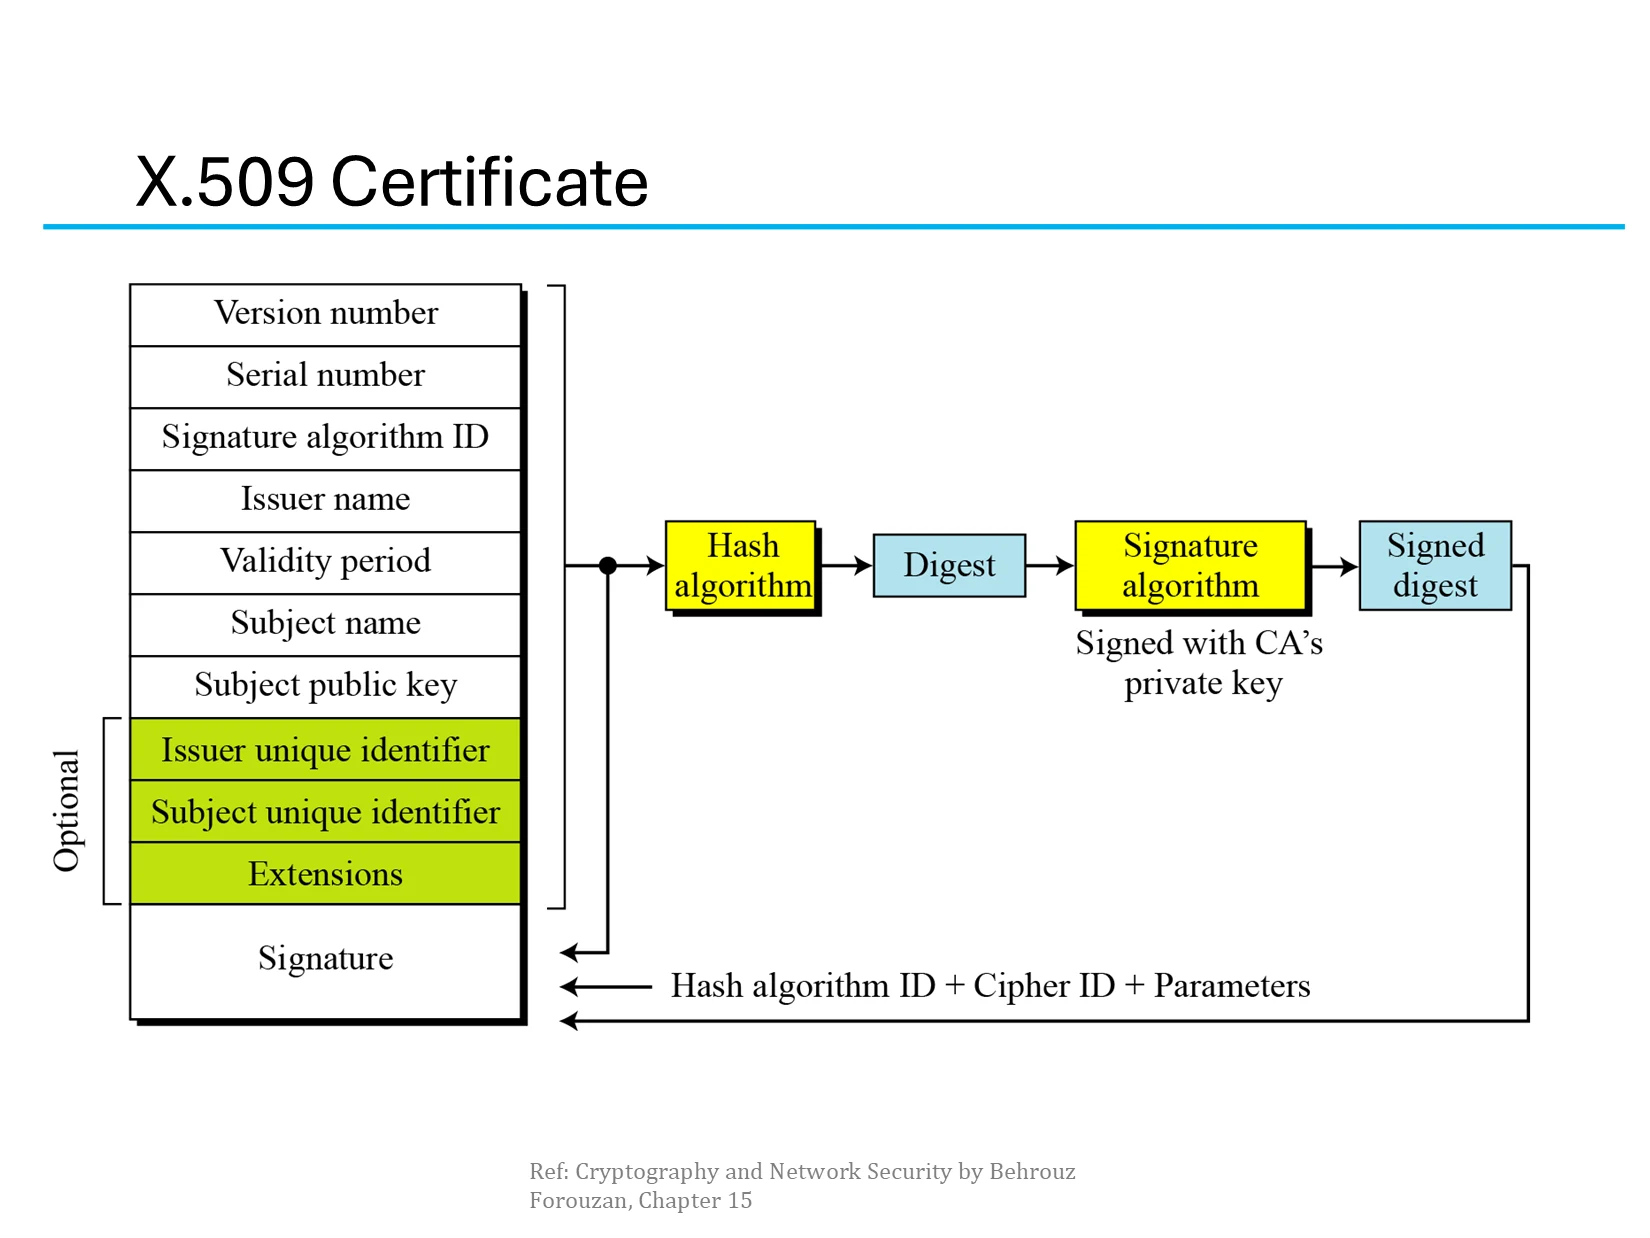 X.509 Certificate
Version number
Serial number
Signature algorithm ID
Issuer name
Validity period
Subject name
Subject public key
Optional
Issuer unique identifier
Subject unique identifier
Extensions
Signature
Hash
algorithm
Digest
Signature
algorithm
Signed with CA’s
private key
Signed
digest
Hash algorithm ID + Cipher ID + Parameters
Ref: Cryptography and Network Security by Behrouz
Forouzan, Chapter 15